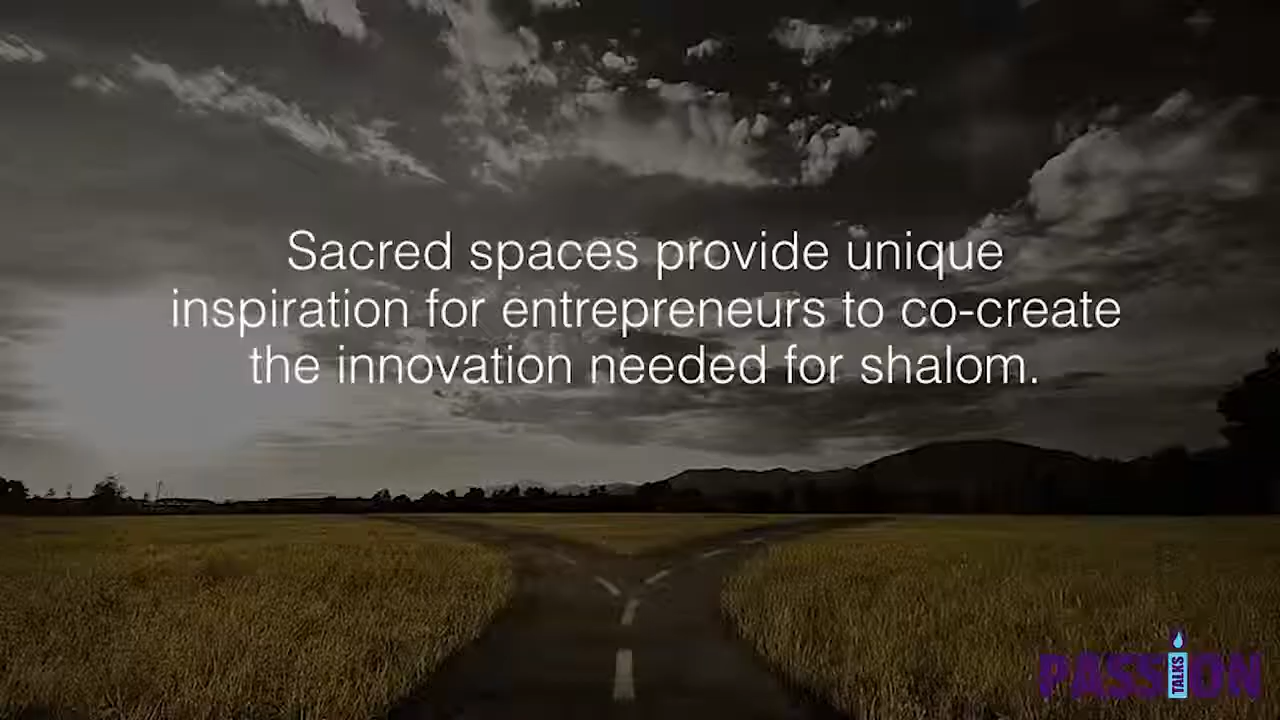 Sacred spaces provide unique
inspiration for entrepreneurs to co-create
the innovation needed for shalom.
PASSION
TALKS